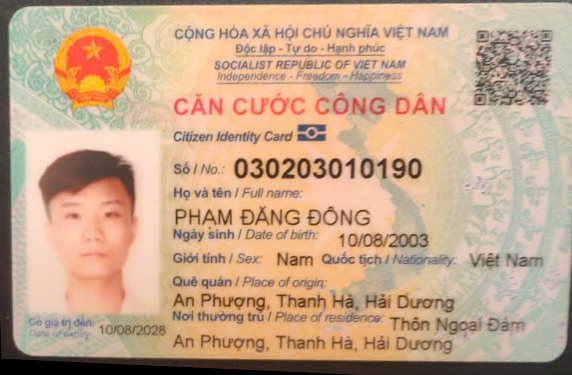 CỘNG HÒA XÃ HỘI CHỦ NGHĨA VIỆT NAM
Độc lập - Tự do - Hạnh phúc
SOCIALIST REPUBLIC OF VIET NAM
Independence - Freedom - Happiness
CĂN CƯỚC CÔNG DÂN
Citizen Identity Card
Số / No.: 030203010190
Họ và tên / Full name:
PHẠM ĐĂNG ĐÔNG
Ngày sinh / Date of birth: 10/08/2003
Giới tính / Sex: Nam Quốc tịch / Nationality: Việt Nam
Quê quán / Place of origin:
An Phượng, Thanh Hà, Hải Dương
Nơi thường trú / Place of residence: Thôn Ngoại Đàm
An Phượng, Thanh Hà, Hải Dương
Có giá trị đến: 10/08/2028
Date of expiry